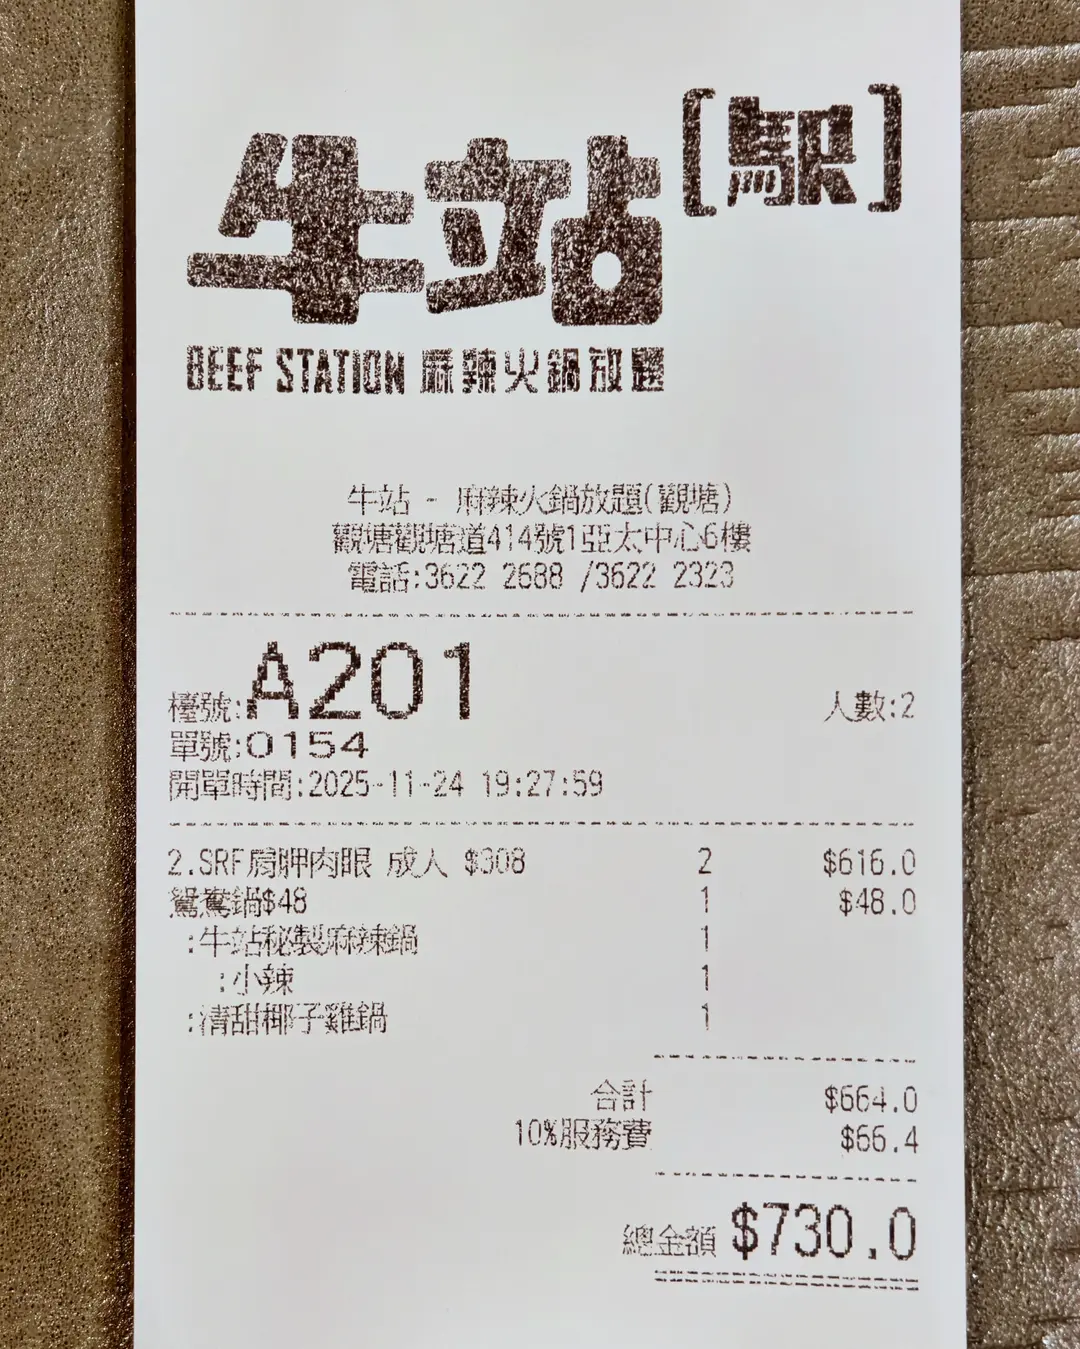 牛站[駅]
BEEF STATION 麻辣火鍋放題
牛站 - 麻辣火鍋放題(觀塘)
觀塘觀塘道414號1亞太中心6樓
電話:3622 2688 /3622 2323
檯號:A201 人數:2
單號:0154
開單時間:2025-11-24 19:27:59
2.SRF肩胛肉眼 成人 $308 2 $616.0
鴛鴦鍋$48 1 $48.0
:牛站秘製麻辣鍋 1
:小辣 1
:清甜椰子雞鍋 1
合計 $664.0
10%服務費 $66.4
總金額 $730.0